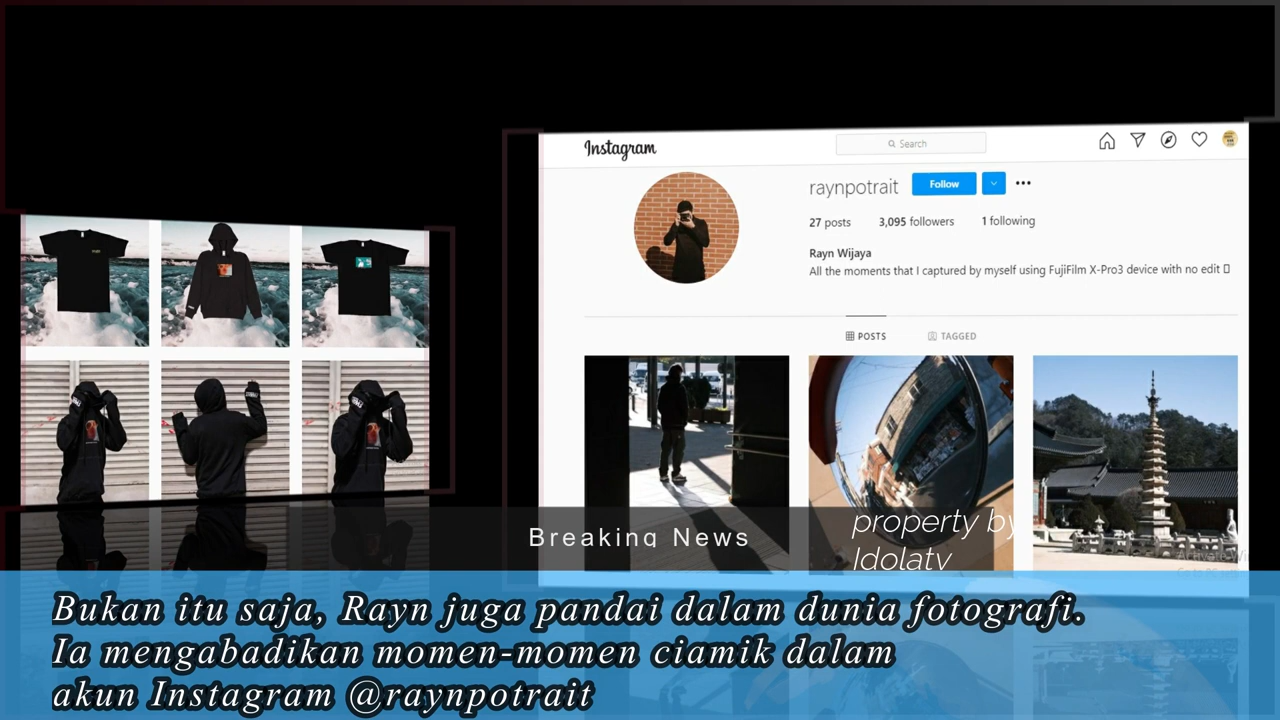 Instagram
Search
raynpotrait
Follow
27 posts 3,095 followers 1 following
Rayn Wijaya
All the moments that I captured by myself using FujiFilm X-Pro3 device with no edit
POSTS TAGGED
Breaking News
property by
Idolatv
Bukan itu saja, Rayn juga pandai dalam dunia fotografi.
Ia mengabadikan momen-momen ciamik dalam
akun Instagram @raynpotrait